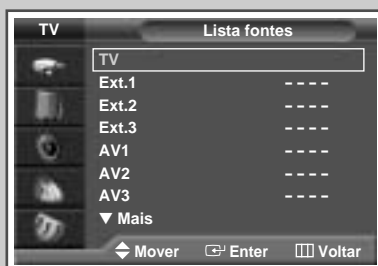 TV Lista fontes
TV
Ext.1 - - - -
Ext.2 - - - -
Ext.3 - - - -
AV1 - - - -
AV2 - - - -
AV3 - - - -
▼ Mais
Mover Enter Voltar